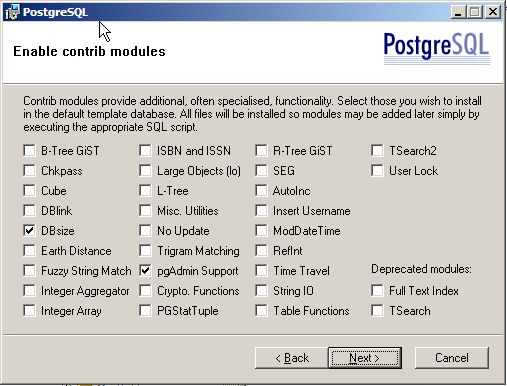 PostgreSQL
Enable contrib modules
PostgreSQL
Contrib modules provide additional, often specialised, functionality. Select those you wish to install
in the default template database. All files will be installed so modules may be added later simply by
executing the appropriate SQL script.
B-Tree GiST
ISBN and ISSN
R-Tree GiST
TSearch2
Chkpass
Large Objects (lo)
SEG
User Lock
Cube
L-Tree
AutoInc
DBlink
Misc. Utilities
Insert Username
DBsize
No Update
ModDateTime
Earth Distance
Trigram Matching
RefInt
Fuzzy String Match
pgAdmin Support
Time Travel
Deprecated modules:
Integer Aggregator
Crypto. Functions
String IO
Full Text Index
Integer Array
PGStatTuple
Table Functions
TSearch
< Back
Next >
Cancel